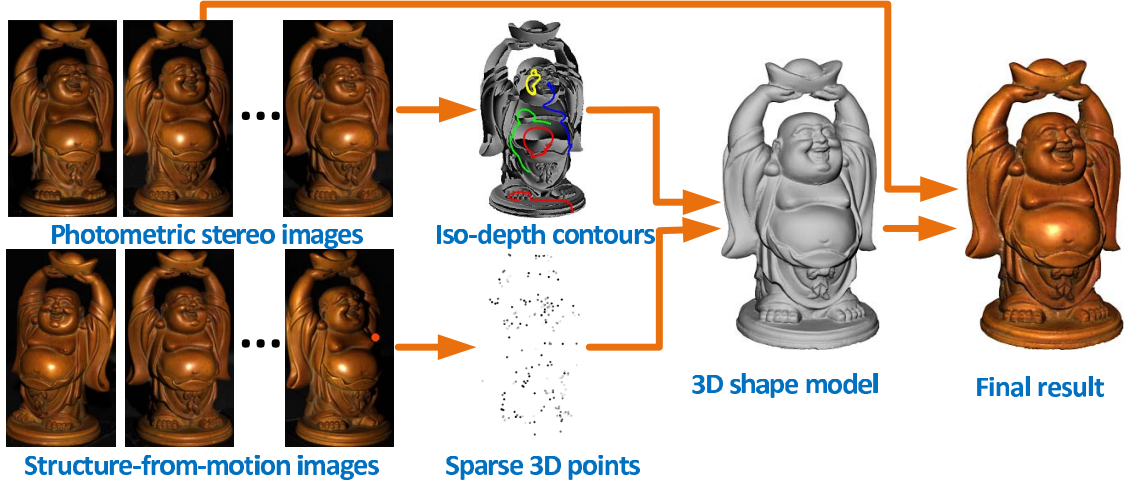 Photometric stereo images
Iso-depth contours
Structure-from-motion images
Sparse 3D points
3D shape model
Final result